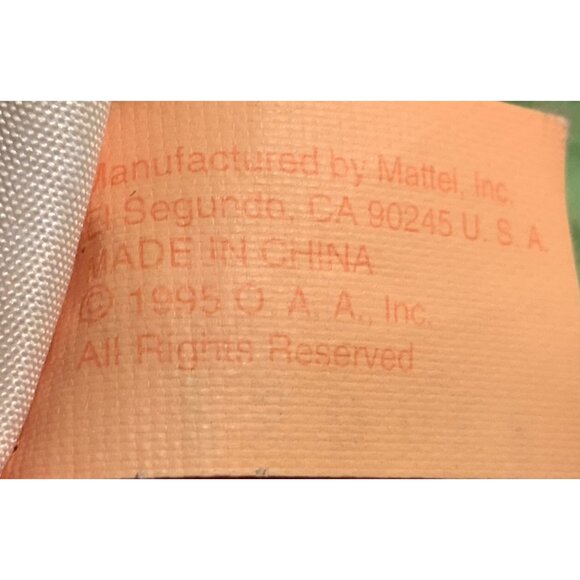 Manufactured by Mattel, Inc.
El Segundo, CA 90245 U. S. A.
MADE IN CHINA
© 1995 O. A. A., Inc.
All Rights Reserved